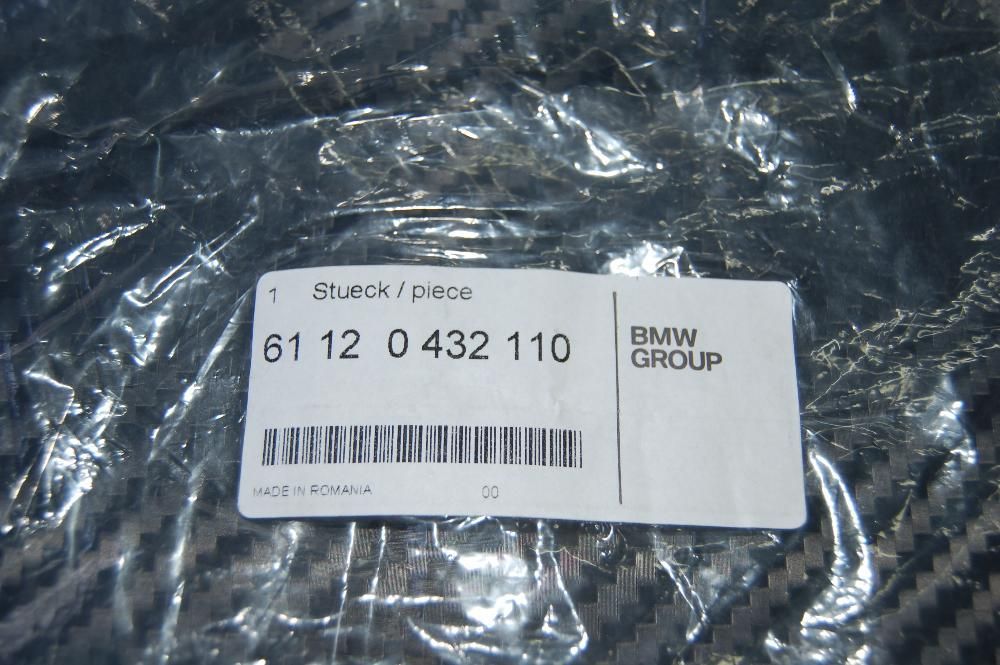 1 Stueck / piece
61 12 0 432 110
BMW
GROUP
MADE IN ROMANIA 00